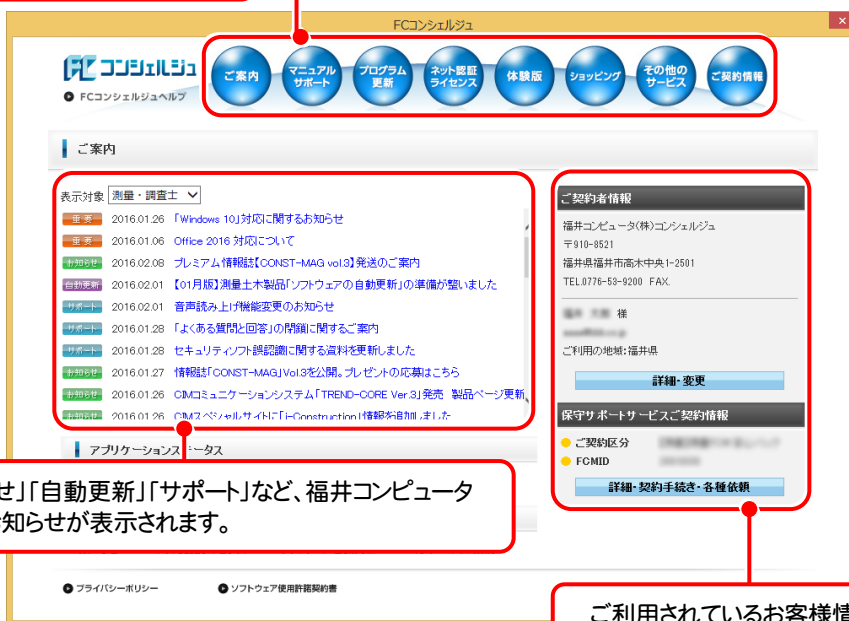 FCコンシェルジュ
×
FC コンシェルジュ
FCコンシェルジュヘルプ
ご案内
マニュアル
サポート
プログラム
更新
ネット認証
ライセンス
体験版
ショッピング
その他の
サービス
ご契約情報
ご案内
表示対象 測量・調査士
重要 2016.01.26 「Windows 10」対応に関するお知らせ
重要 2016.01.06 Office 2016 対応について
お知らせ 2016.02.08 プレミアム情報誌【CONST-MAG vol.3】発送のご案内
自動更新 2016.02.01 【01月版】測量土木製品「ソフトウェアの自動更新」の準備が整いました
サポート 2016.02.01 音声読み上げ機能変更のお知らせ
サポート 2016.01.28 「よくある質問と回答」の閉鎖に関するご案内
サポート 2016.01.28 セキュリティソフト誤認識に関する資料を更新しました
お知らせ 2016.01.27 情報誌「CONST-MAG」Vol.3を公開。プレゼントの応募はこちら
お知らせ 2016.01.26 CIMコミュニケーションシステム「TREND-CORE Ver.3」発売 製品ページ更新
お知らせ 2016.01.26 CIMスペシャルサイトに「i-Construction」情報を追加しました
アプリケーションステータス
せ」「自動更新」「サポート」など、福井コンピュータ
お知らせが表示されます。
ご契約者情報
福井コンピュータ(株)コンシェルジュ
〒910-8521
福井県福井市高木中央1-2501
TEL.0776-53-9200 FAX.
様
ご利用の地域:福井県
詳細・変更
保守サポートサービスご契約情報
ご契約区分
FCMID
詳細・契約手続き・各種依頼
プライバシーポリシー
ソフトウェア使用許諾契約書
ご利用されているお客様情